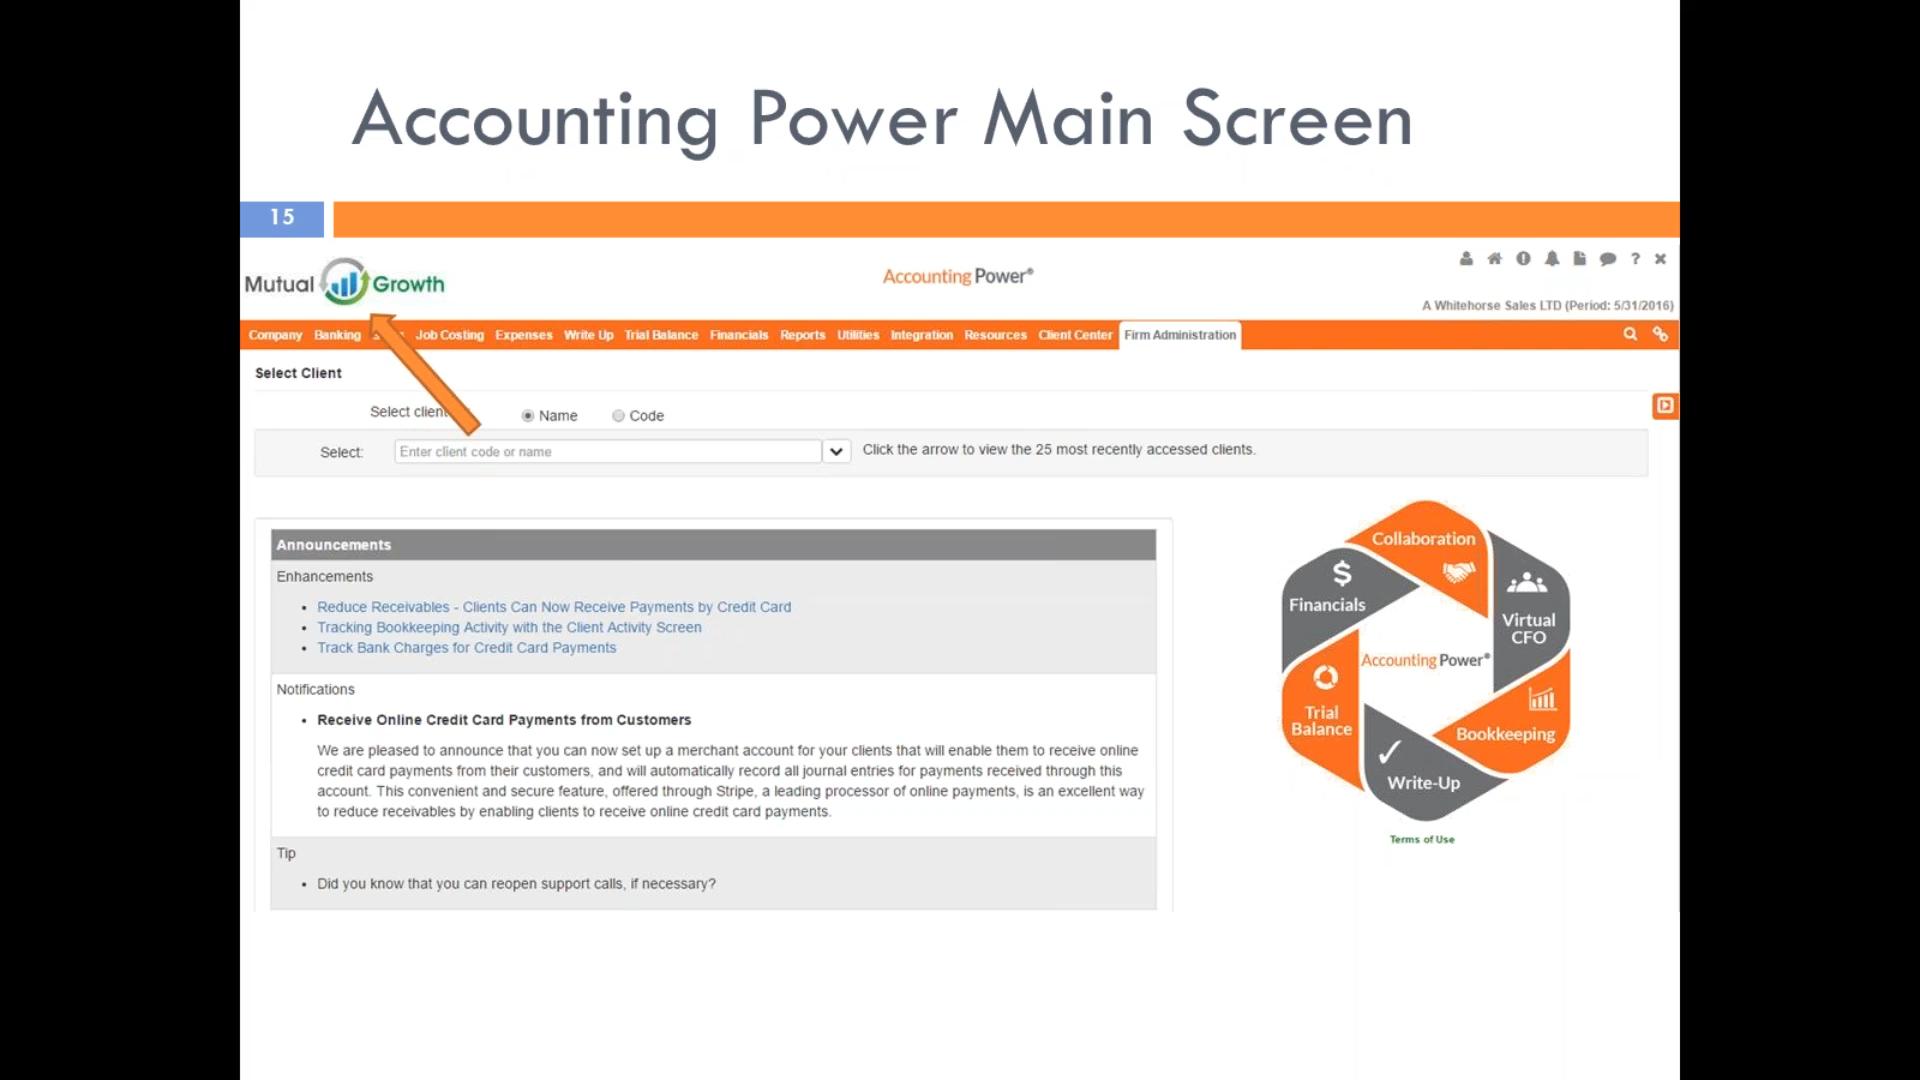 Accounting Power Main Screen
15
Mutual Growth
Accounting Power®
A Whitehorse Sales LTD (Period: 5/31/2016)
Company Banking Job Costing Expenses Write Up Trial Balance Financials Reports Utilities Integration Resources Client Center Firm Administration
Select Client
Select client
Name
Code
Select:
Enter client code or name
Click the arrow to view the 25 most recently accessed clients.
Announcements
Enhancements
• Reduce Receivables - Clients Can Now Receive Payments by Credit Card
• Tracking Bookkeeping Activity with the Client Activity Screen
• Track Bank Charges for Credit Card Payments
Notifications
• Receive Online Credit Card Payments from Customers
We are pleased to announce that you can now set up a merchant account for your clients that will enable them to receive online
credit card payments from their customers, and will automatically record all journal entries for payments received through this
account. This convenient and secure feature, offered through Stripe, a leading processor of online payments, is an excellent way
to reduce receivables by enabling clients to receive online credit card payments.
Tip
• Did you know that you can reopen support calls, if necessary?
Collaboration
$
Financials
Virtual
CFO
Accounting Power®
Trial
Balance
Bookkeeping
Write-Up
Terms of Use